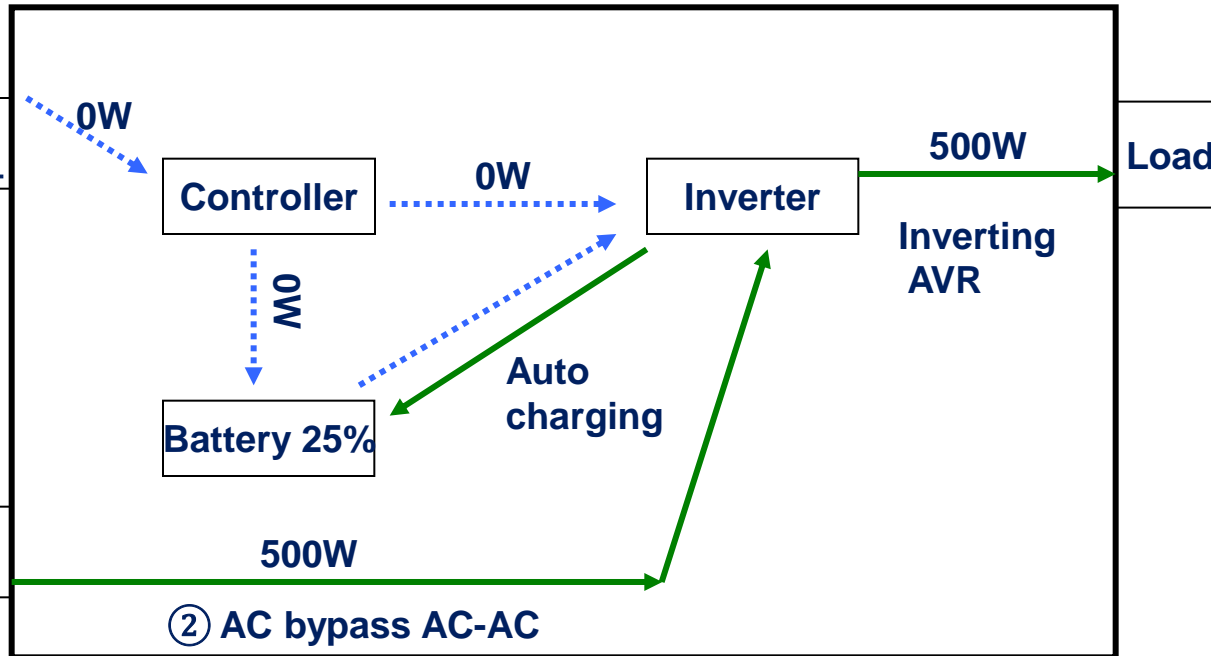 0W
500W
Load
0W
Controller
Inverter
Inverting
AVR
0W
Auto
charging
Battery 25%
500W
② AC bypass AC-AC